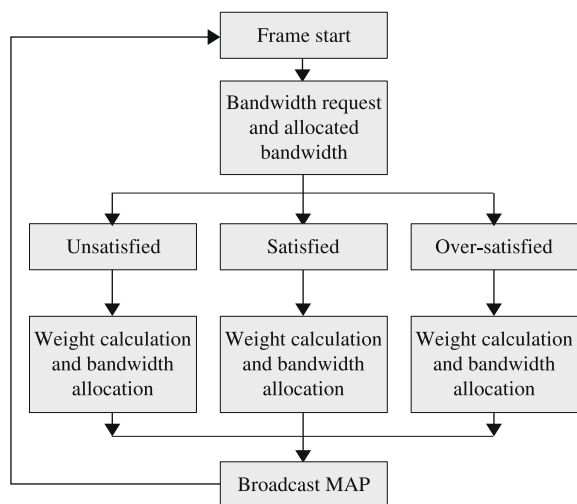 Frame start
Bandwidth request
and allocated
bandwidth
Unsatisfied
Satisfied
Over-satisfied
Weight calculation
and bandwidth
allocation
Weight calculation
and bandwidth
allocation
Weight calculation
and bandwidth
allocation
Broadcast MAP